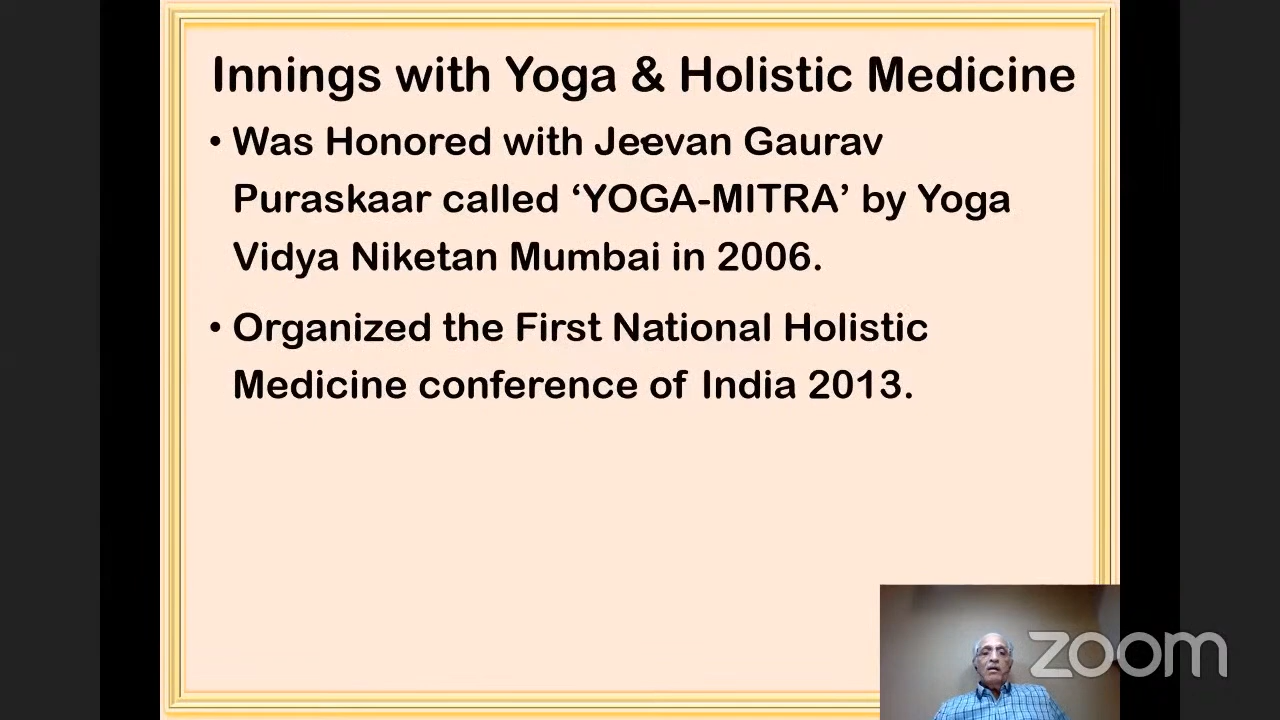 Innings with Yoga & Holistic Medicine
• Was Honored with Jeevan Gaurav
Puraskaar called ‘YOGA-MITRA’ by Yoga
Vidya Niketan Mumbai in 2006.
• Organized the First National Holistic
Medicine conference of India 2013.
zoom